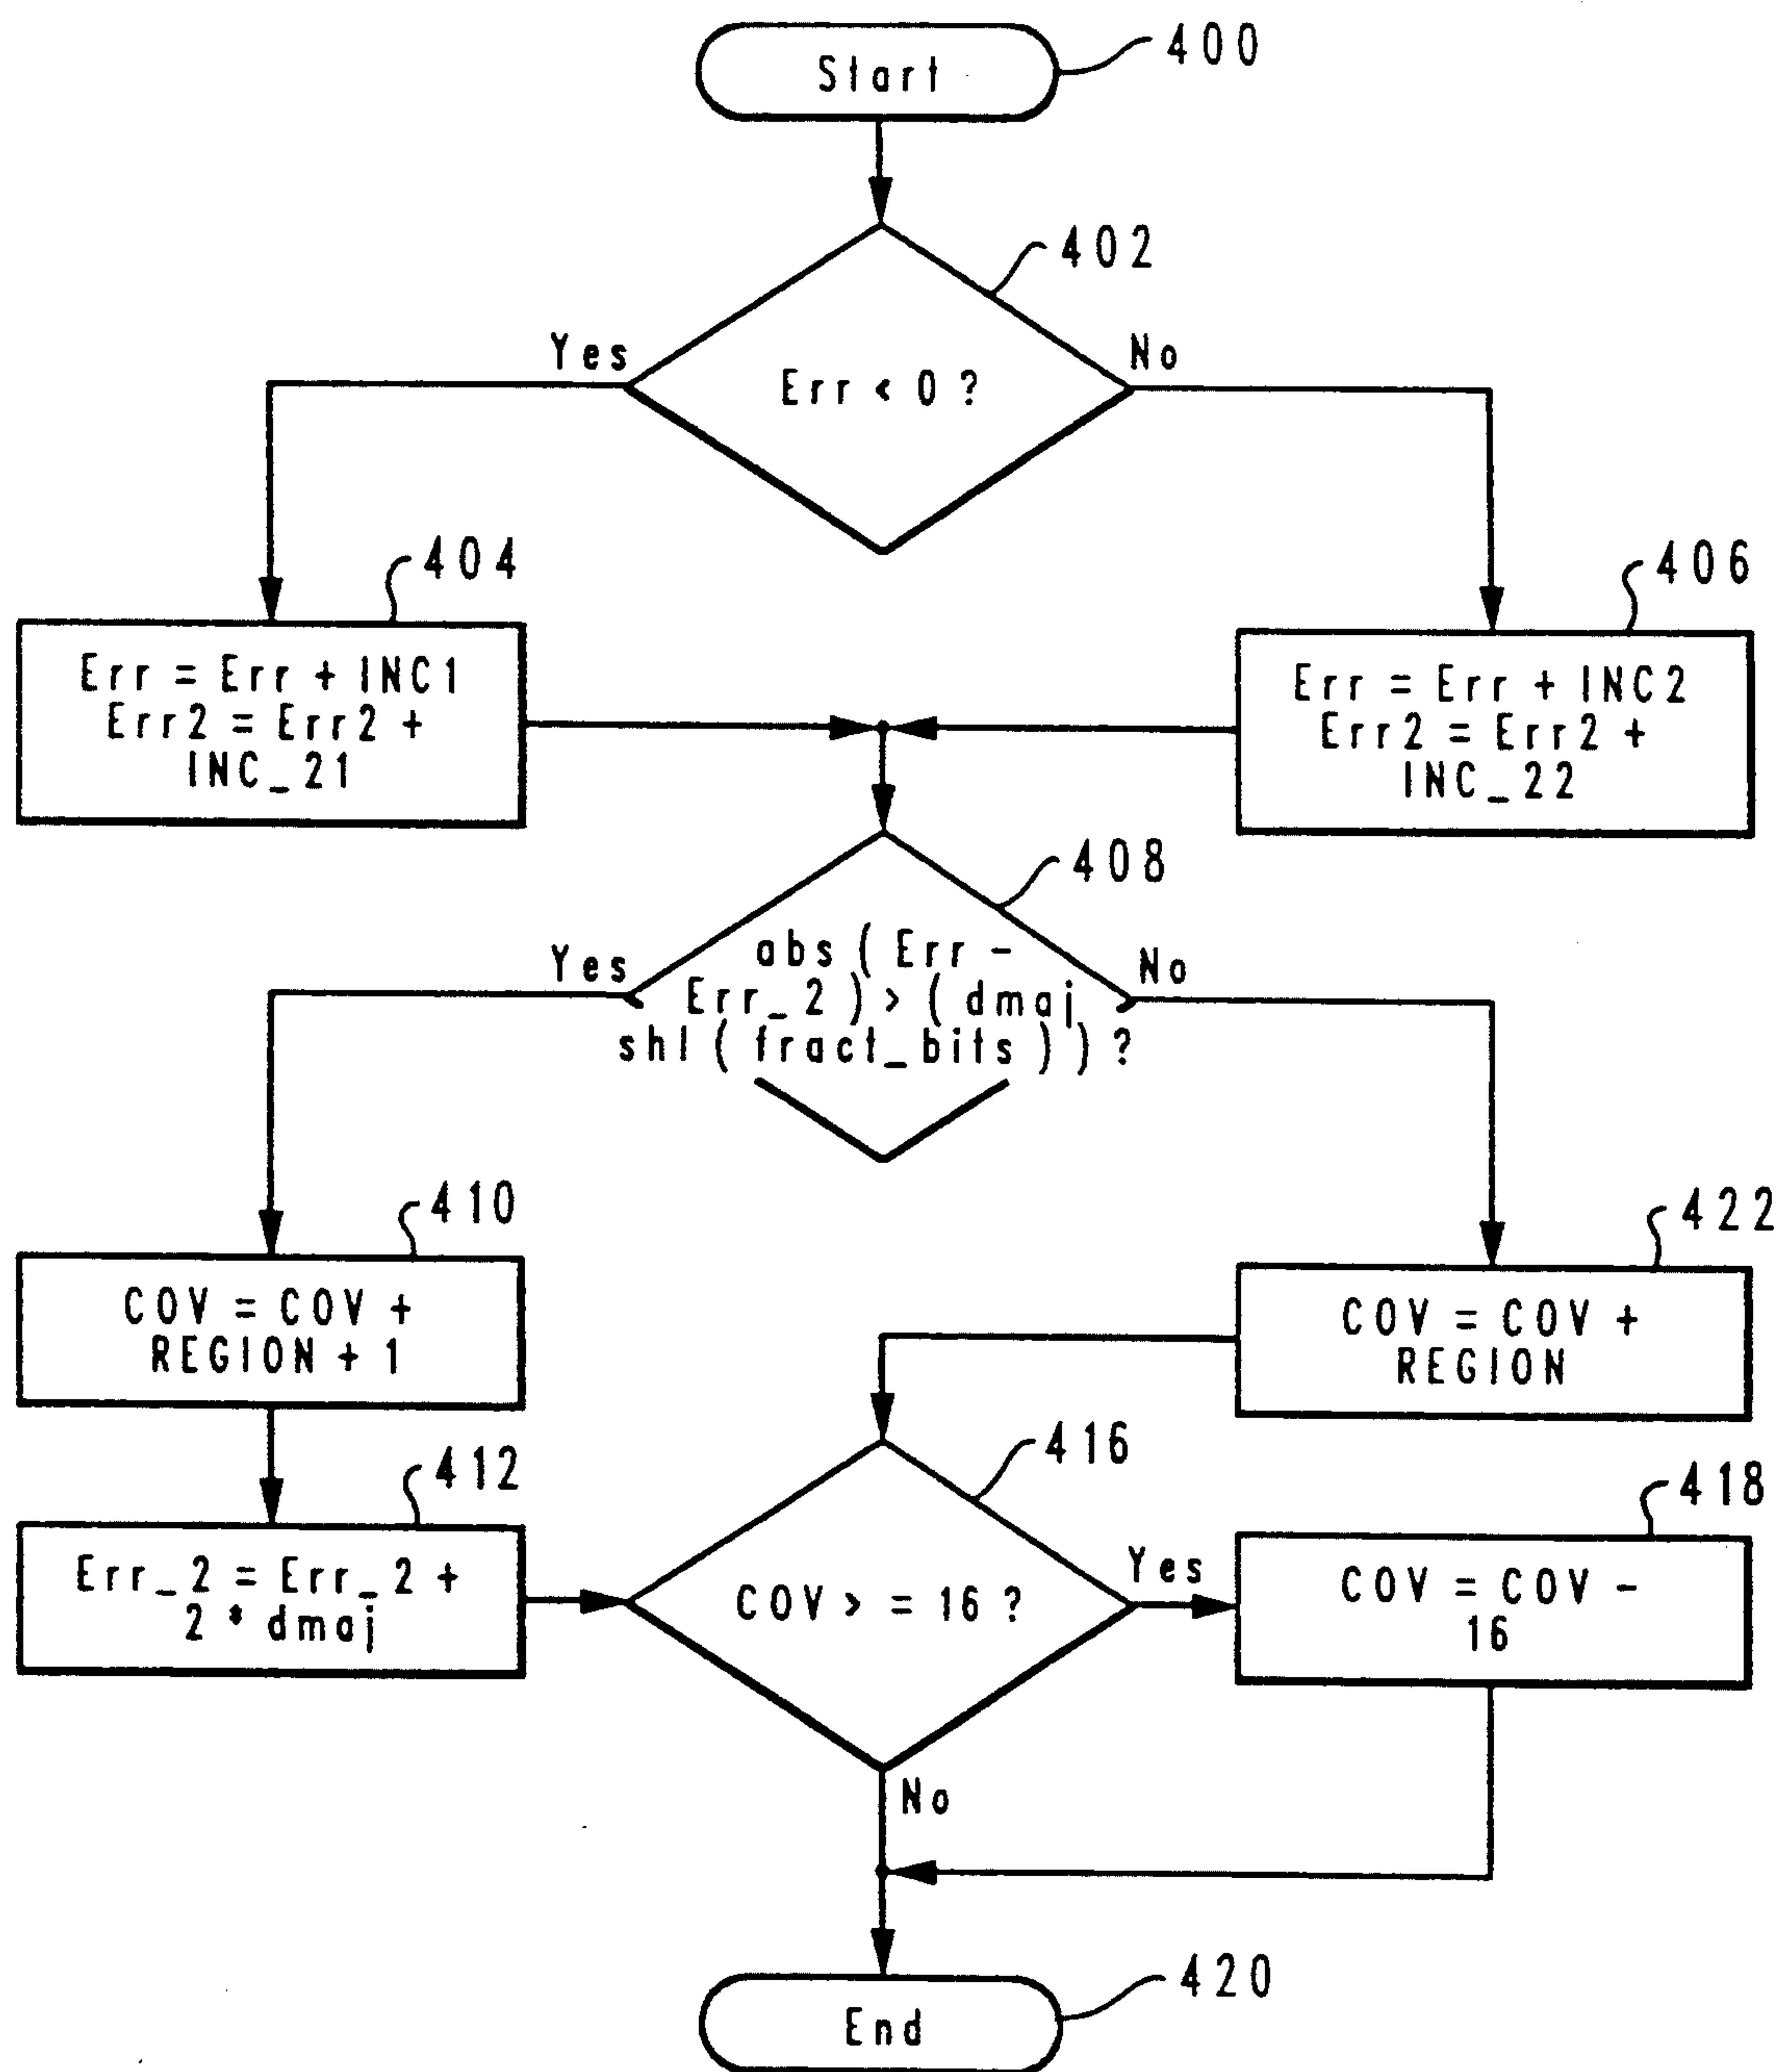 Start
400
402
Yes
No
Err < 0 ?
404
406
Err = Err + INC1
Err2 = Err2 +
INC_21
Err = Err + INC2
Err2 = Err2 +
INC_22
408
Yes
No
abs ( Err -
Err_2 ) > ( dmaj
shl ( fract_bits ) ) ?
410
422
COV = COV +
REGION + 1
COV = COV +
REGION
412
416
418
Err_2 = Err_2 +
2 * dmaj
COV > = 16 ?
Yes
COV = COV -
16
No
420
End